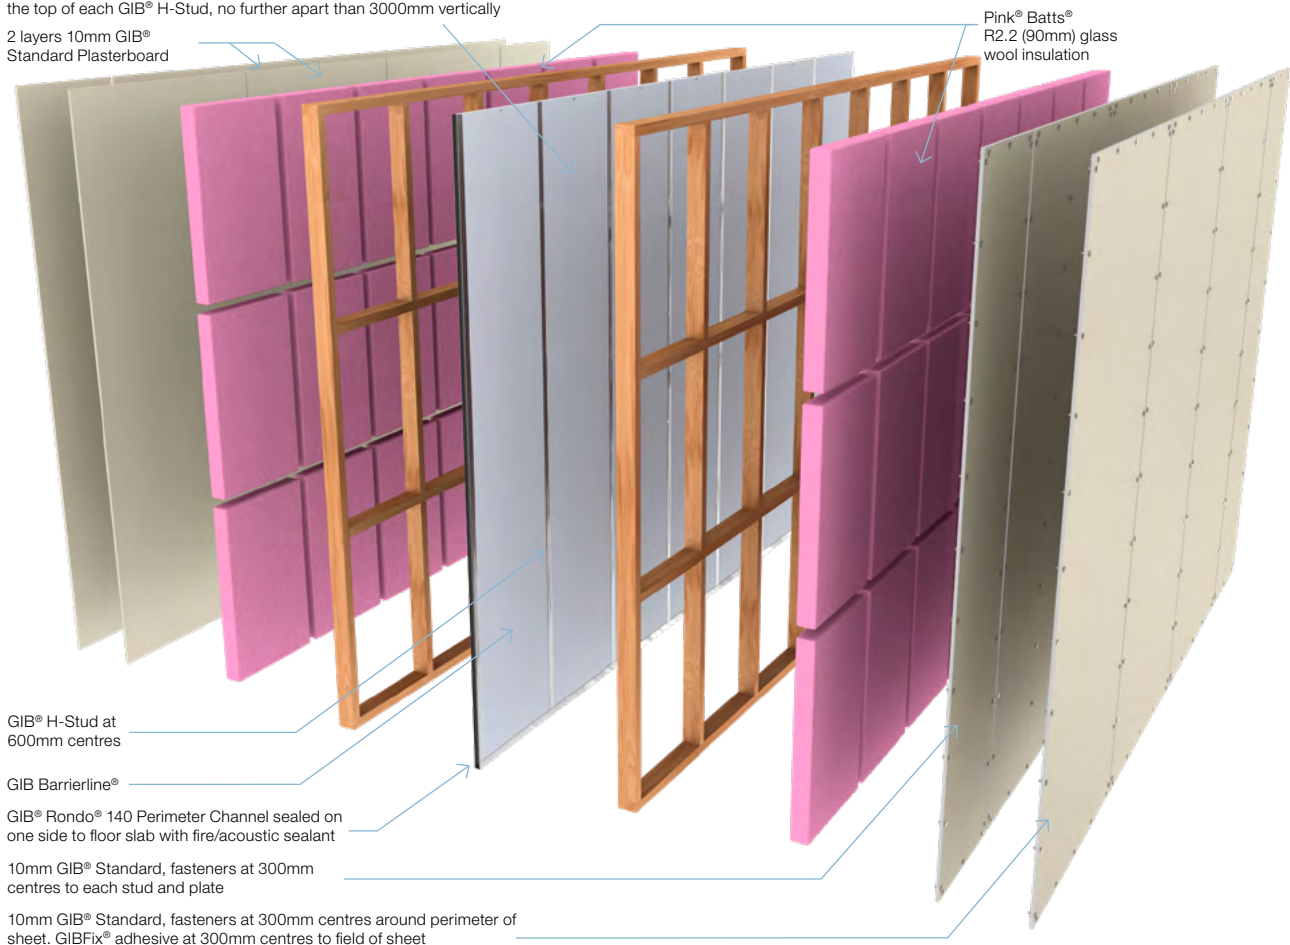 the top of each GIB® H-Stud, no further apart than 3000mm vertically
2 layers 10mm GIB®
Standard Plasterboard
Pink® Batts®
R2.2 (90mm) glass
wool insulation
GIB® H-Stud at
600mm centres
GIB Barrierline®
GIB® Rondo® 140 Perimeter Channel sealed on
one side to floor slab with fire/acoustic sealant
10mm GIB® Standard, fasteners at 300mm
centres to each stud and plate
10mm GIB® Standard, fasteners at 300mm centres around perimeter of
sheet. GIBFix® adhesive at 300mm centres to field of sheet